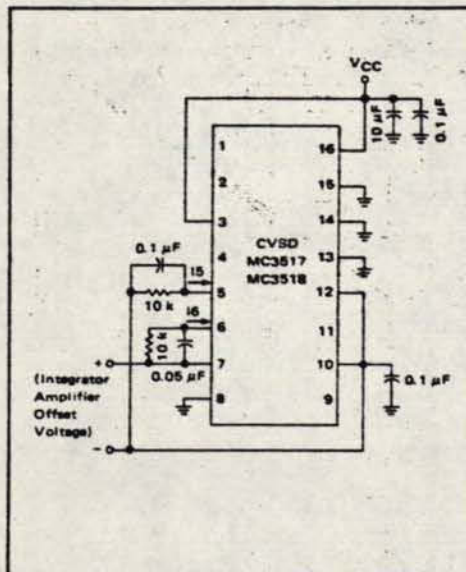 VCC
10 µF
0.1 µF
1
16
2
15
3
14
CVSD
MC3517
MC3518
0.1 µF
4
13
I5
5
12
10 k
I6
6
11
10 k
+
7
10
0.05 µF
0.1 µF
(Integrator
Amplifier
Offset
Voltage)
8
9
-